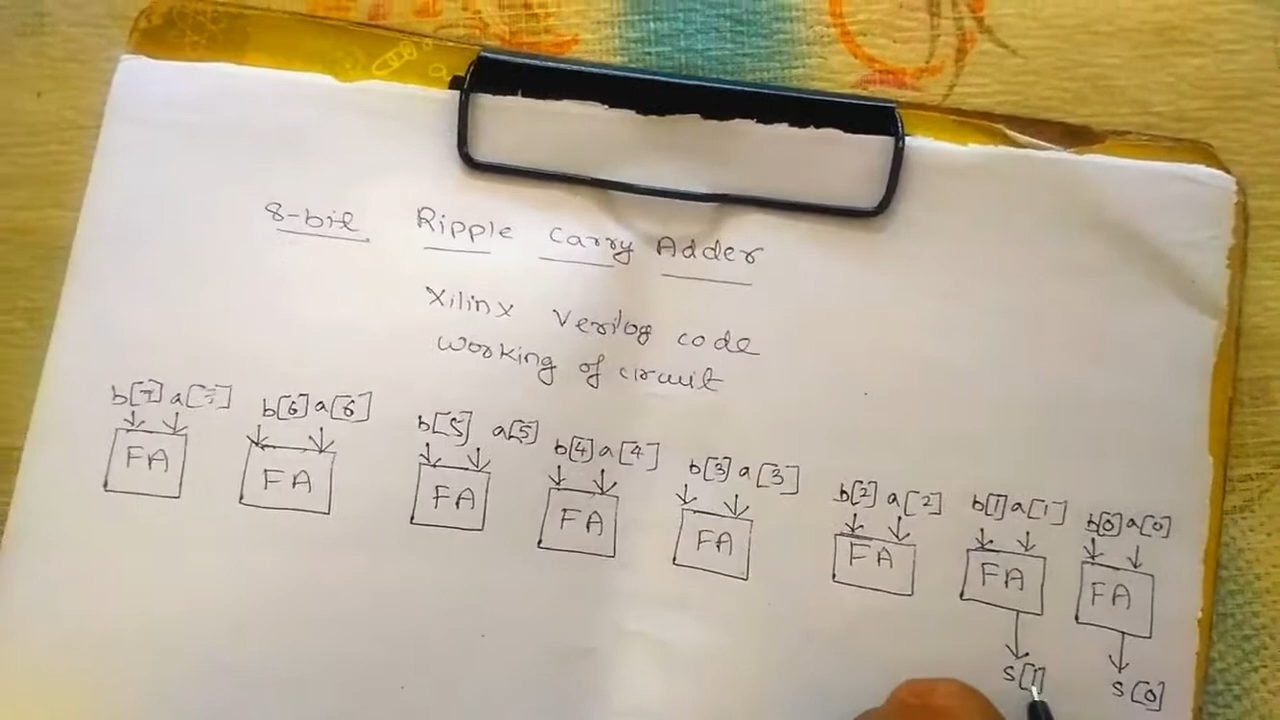 8-bit Ripple Carry Adder
Xilinx Verilog code
working of circuit
b[7] a[7] b[6] a[6] b[5] a[5] b[4] a[4] b[3] a[3] b[2] a[2] b[1] a[1] b[0] a[0]
FA FA FA FA FA FA FA FA
s[1] s[0]